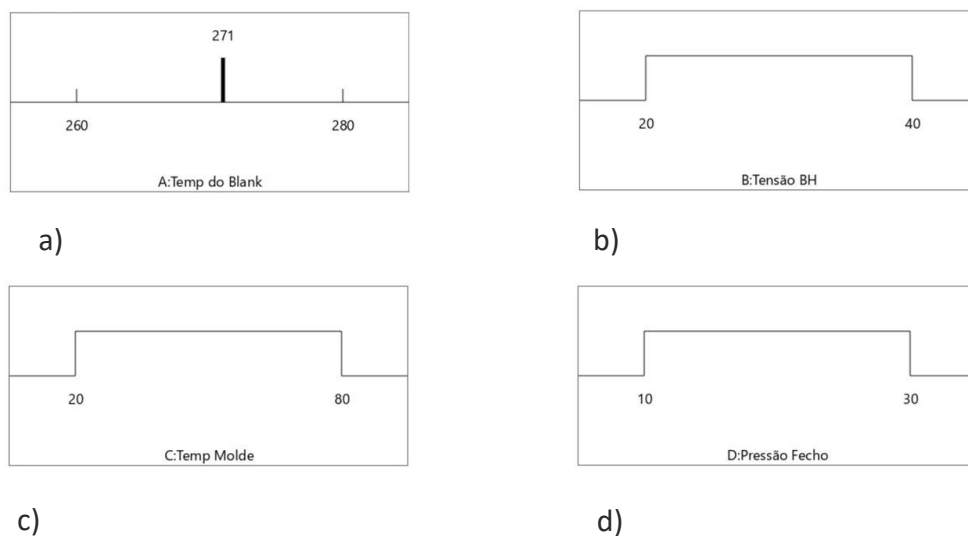 271
260
280
A:Temp do Blank
a)
20
40
B:Tensão BH
b)
20
80
C:Temp Molde
c)
10
30
D:Pressão Fecho
d)